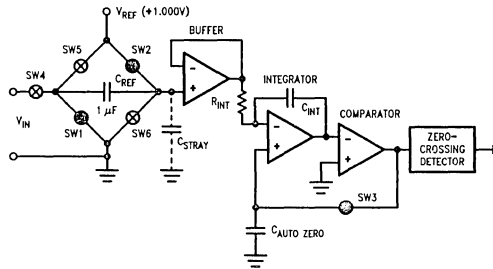 VREF (+1.000V)
BUFFER
SW5
SW2
SW4
CREF
1 μF
INTEGRATOR
RINT
CINT
COMPARATOR
VIN
SW1
SW6
CSTRAY
ZERO-
CROSSING
DETECTOR
SW3
CAUTO ZERO